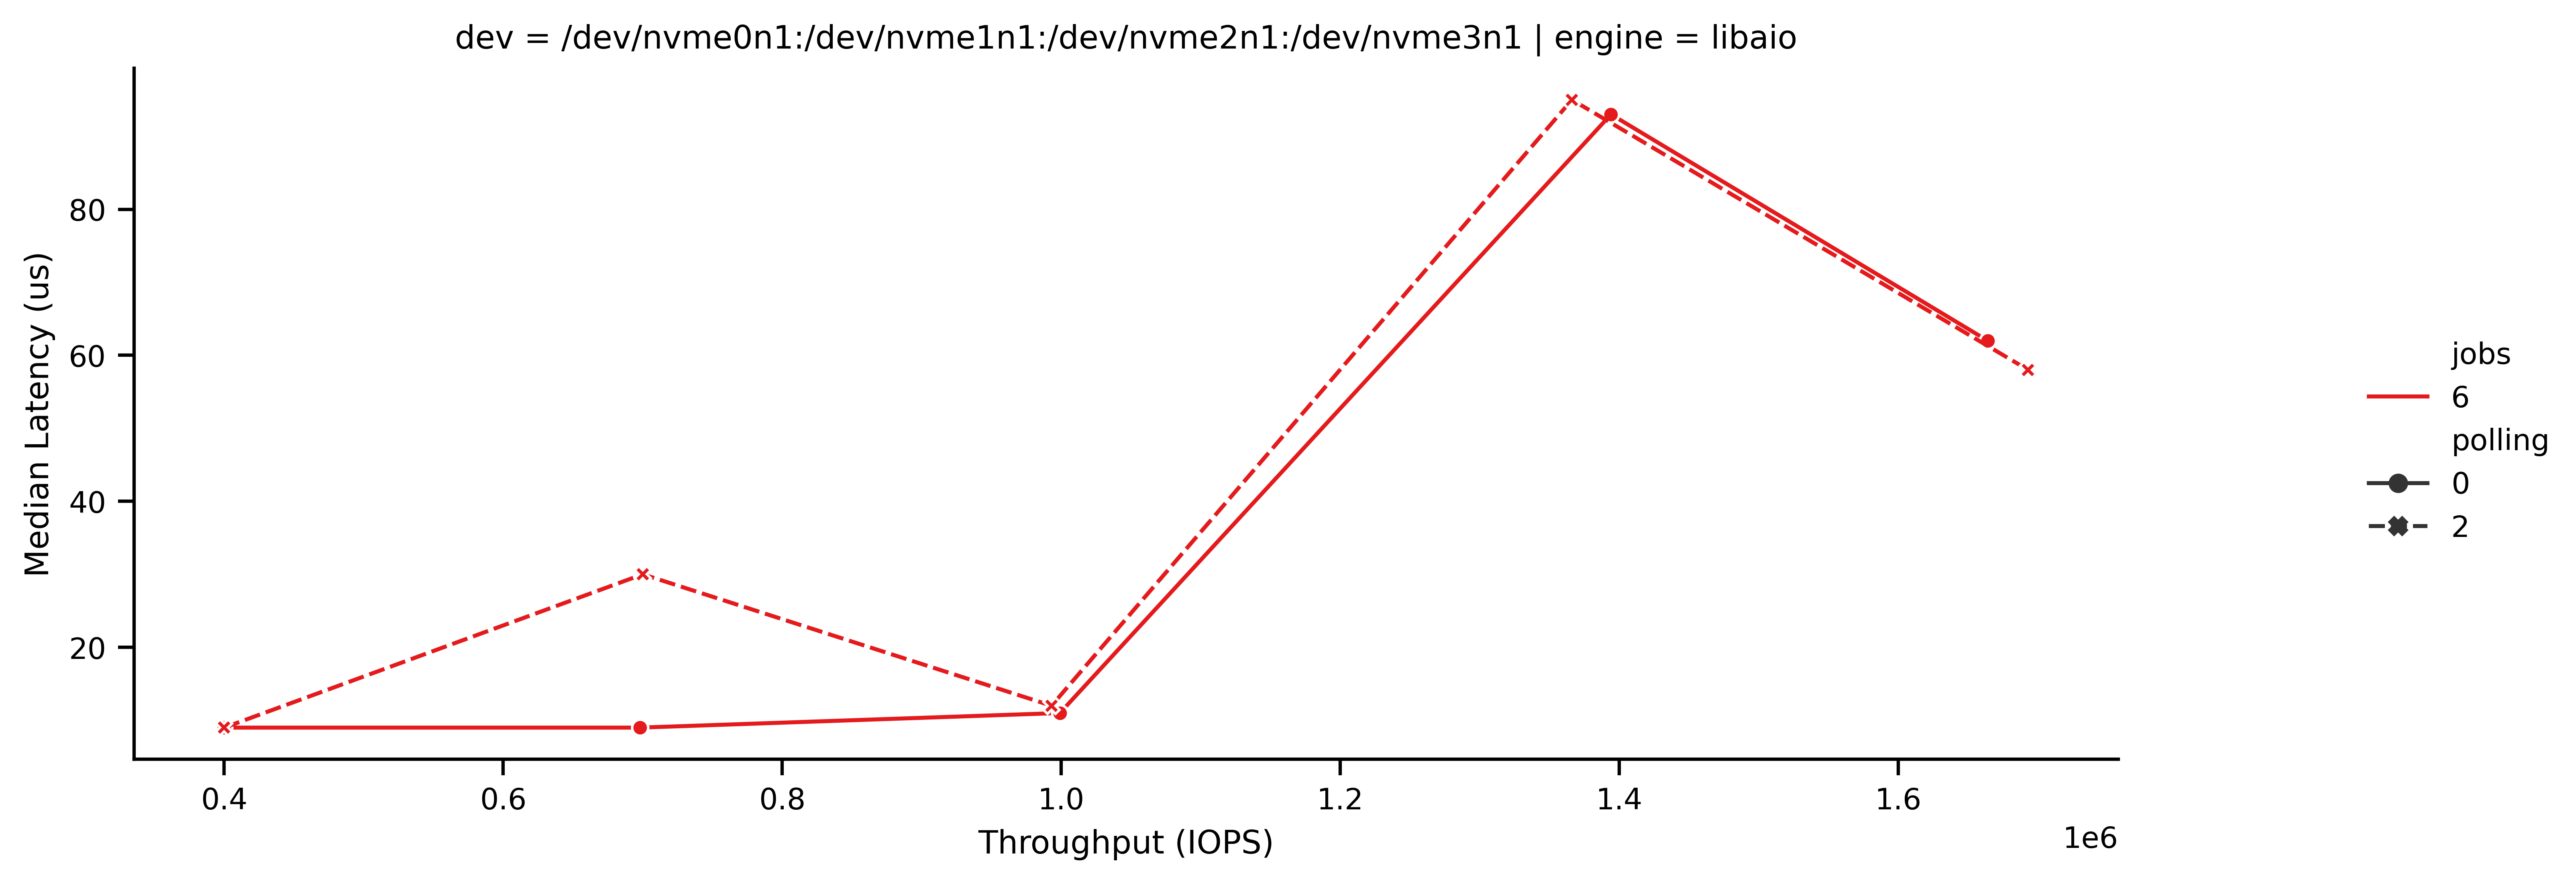 dev = /dev/nvme0n1:/dev/nvme1n1:/dev/nvme2n1:/dev/nvme3n1 | engine = libaio
Median Latency (us)
80
60
40
20
0.4 0.6 0.8 1.0 1.2 1.4 1.6
1e6
Throughput (IOPS)
jobs
6
polling
0
2